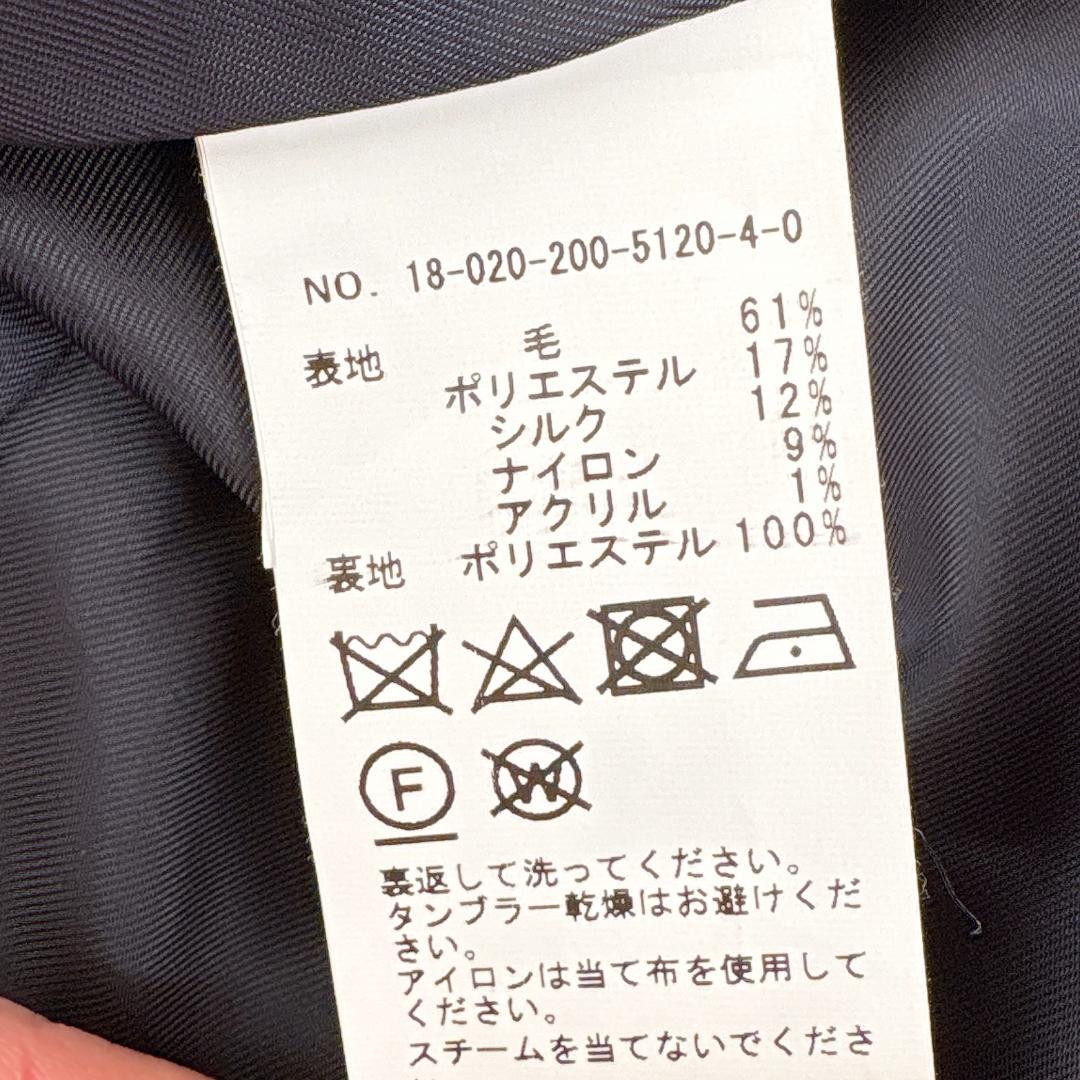 NO. 18-020-200-5120-4-0
表地 毛 61%
ポリエステル 17%
シルク 12%
ナイロン 9%
アクリル 1%
裏地 ポリエステル 100%
F W
裏返して洗ってください。
タンブラー乾燥はお避けくだ
さい。
アイロンは当て布を使用して
ください。
スチームを当てないでくださ